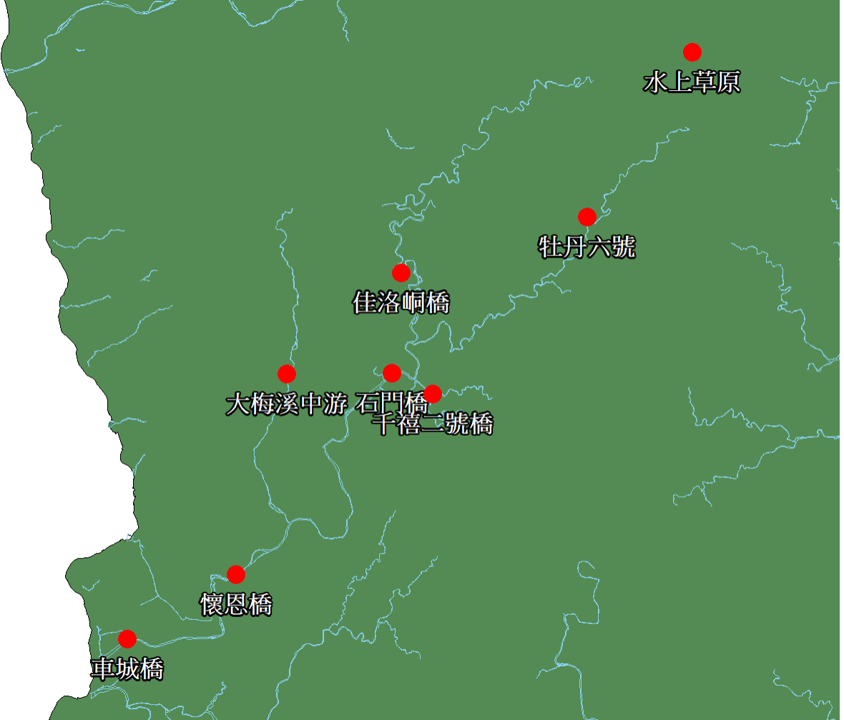 水上草原
牡丹六號
佳洛峒橋
大梅溪中游
石門橋
千禧二號橋
懷恩橋
車城橋